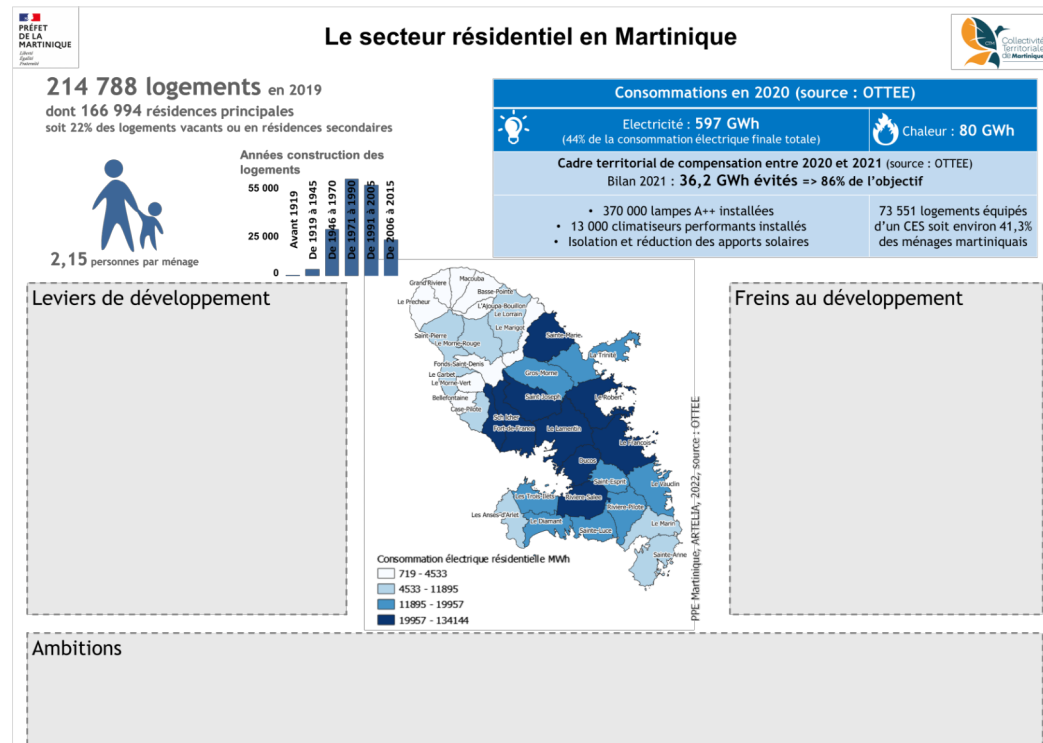 PRÉFET
DE LA
MARTINIQUE
Liberté
Égalité
Fraternité
Le secteur résidentiel en Martinique
CTM
Collectivité
Territoriale
de Martinique
214 788 logements en 2019
dont 166 994 résidences principales
soit 22% des logements vacants ou en résidences secondaires
2,15 personnes par ménage
Années construction des
logements
55 000
25 000
0
Avant 1919
De 1919 à 1945
De 1946 à 1970
De 1971 à 1990
De 1991 à 2005
De 2006 à 2015
Consommations en 2020 (source : OTTEE)
Electricité : 597 GWh
(44% de la consommation électrique finale totale)
Chaleur : 80 GWh
Cadre territorial de compensation entre 2020 et 2021 (source : OTTEE)
Bilan 2021 : 36,2 GWh évités => 86% de l’objectif
• 370 000 lampes A++ installées
• 13 000 climatiseurs performants installés
• Isolation et réduction des apports solaires
73 551 logements équipés
d’un CES soit environ 41,3%
des ménages martiniquais
Leviers de développement
Macouba
Grand'Riviere
Basse-Pointe
Le Precheur
L'Ajoupa-Bouillon
Le Lorrain
Le Marigot
Saint-Pierre
Le Morne-Rouge
Sainte-Marie
La Trinité
Fonds-Saint-Denis
Le Carbet
Gros-Morne
Le Morne-Vert
Bellefontaine
Saint-Joseph
Le Robert
Case-Pilote
Schœlcher
Fort-de-France
Le Lamentin
Le François
Ducos
Saint-Esprit
Le Vauclin
Les Trois-Ilets
Riviere-Salee
Riviere-Pilote
Les Anses-d'Arlet
Le Diamant
Sainte-Luce
Le Marin
Sainte-Anne
Consommation électrique résidentielle MWh
719 - 4533
4533 - 11895
11895 - 19957
19957 - 134144
PPE Martinique, ARTELIA, 2022, source : OTTEE
Freins au développement
Ambitions